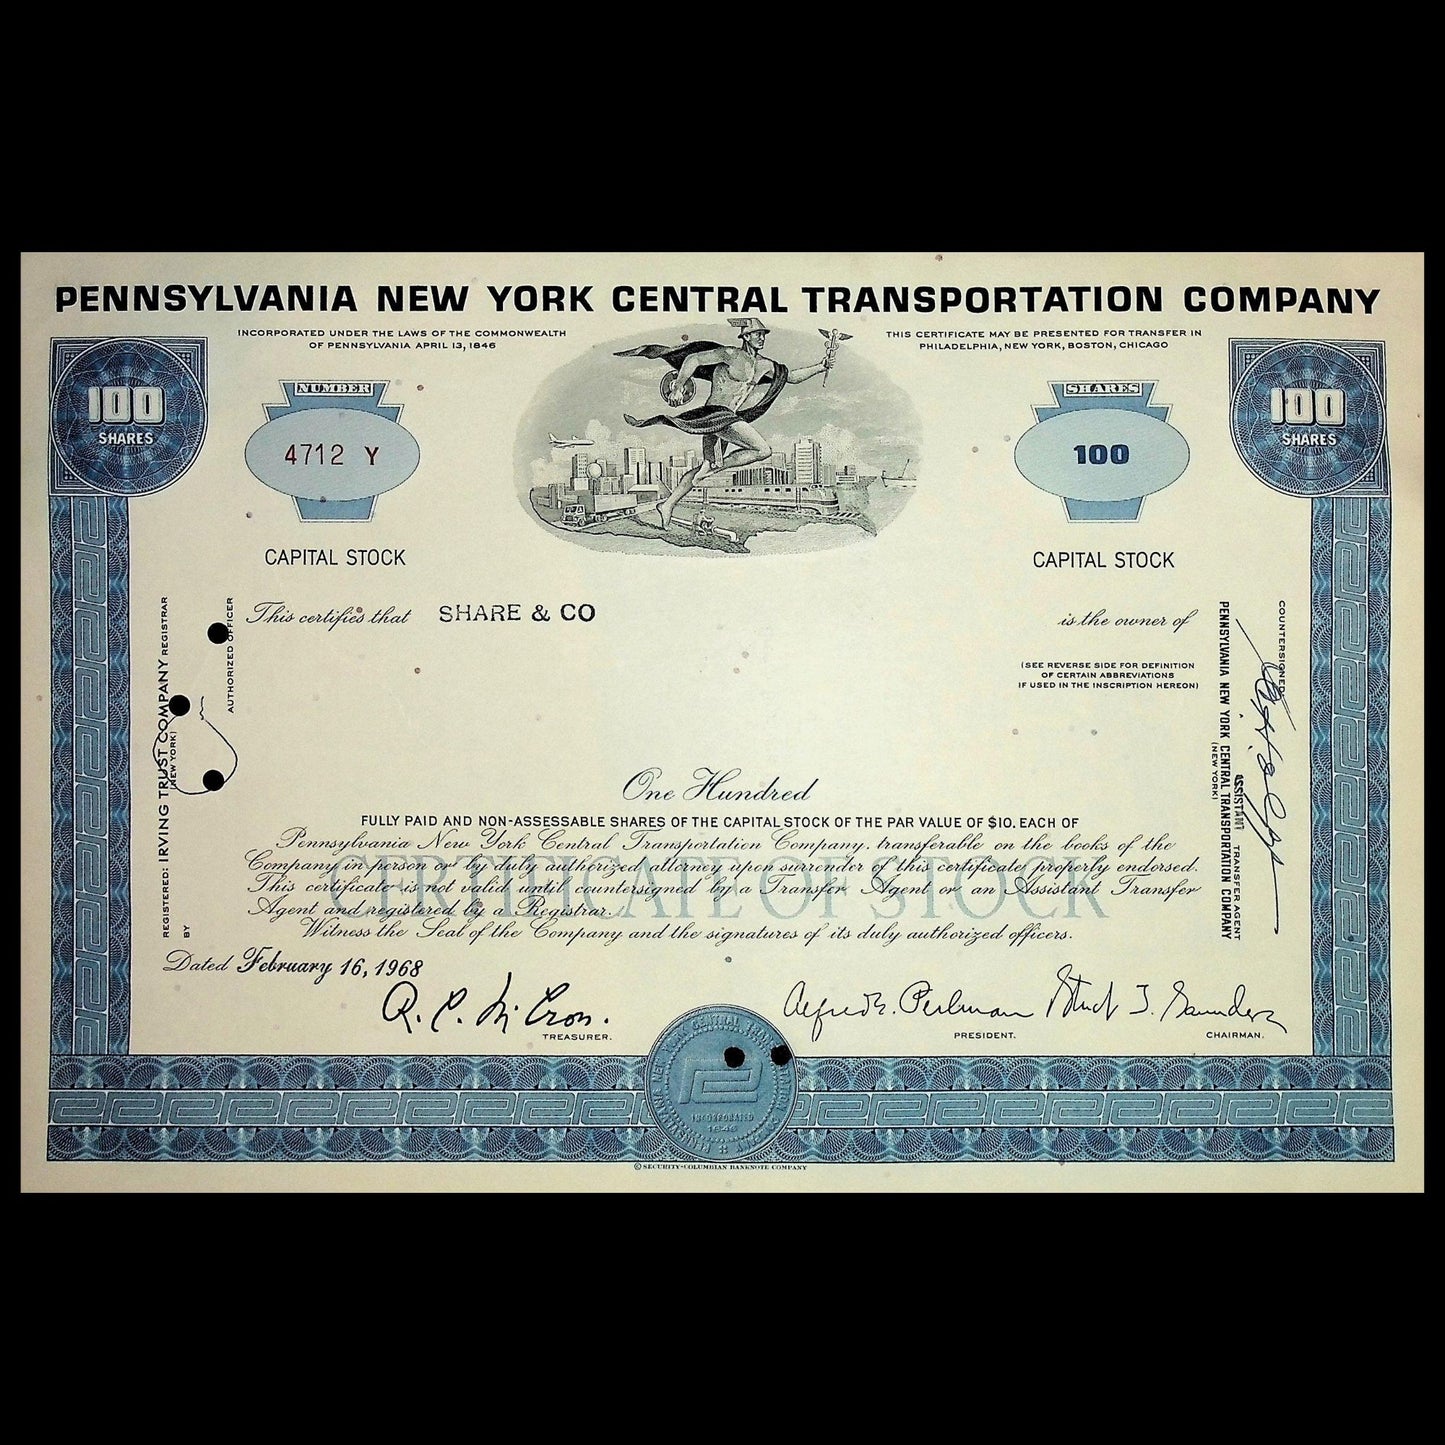 PENNSYLVANIA NEW YORK CENTRAL TRANSPORTATION COMPANY
INCORPORATED UNDER THE LAWS OF THE COMMONWEALTH
OF PENNSYLVANIA APRIL 13, 1846
THIS CERTIFICATE MAY BE PRESENTED FOR TRANSFER IN
PHILADELPHIA, NEW YORK, BOSTON, CHICAGO
100
SHARES
NUMBER
4712 Y
CAPITAL STOCK
SHARES
100
CAPITAL STOCK
100
SHARES
This certifies that SHARE & CO is the owner of
(SEE REVERSE SIDE FOR DEFINITION
OF CERTAIN ABBREVIATIONS
IF USED IN THE INSCRIPTION HEREON)
One Hundred
FULLY PAID AND NON-ASSESSABLE SHARES OF THE CAPITAL STOCK OF THE PAR VALUE OF $10. EACH OF
Pennsylvania New York Central Transportation Company, transferable on the books of the
Company in person or by duly authorized attorney upon surrender of this certificate properly endorsed.
This certificate is not valid until countersigned by a Transfer Agent or an Assistant Transfer
Agent and registered by a Registrar.
CERTIFICATE OF STOCK
Witness the Seal of the Company and the signatures of its duly authorized officers.
Dated February 16, 1968
R. C. McCron.
TREASURER.
Alfred E. Perlman
PRESIDENT.
Stuart T. Saunders
CHAIRMAN.
REGISTERED: IRVING TRUST COMPANY REGISTRAR
(NEW YORK)
BY
AUTHORIZED OFFICER
COUNTERSIGNED
ASSISTANT TRANSFER AGENT
PENNSYLVANIA NEW YORK CENTRAL TRANSPORTATION COMPANY
(NEW YORK)
INCORPORATED
1846
© SECURITY-COLUMBIAN BANKNOTE COMPANY